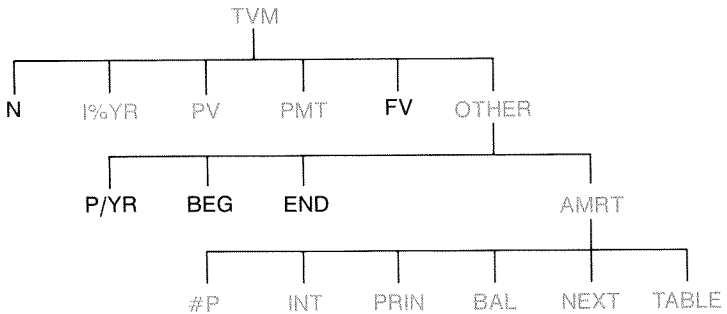 TVM
N I%YR PV PMT FV OTHER
P/YR BEG END AMRT
#P INT PRIN BAL NEXT TABLE